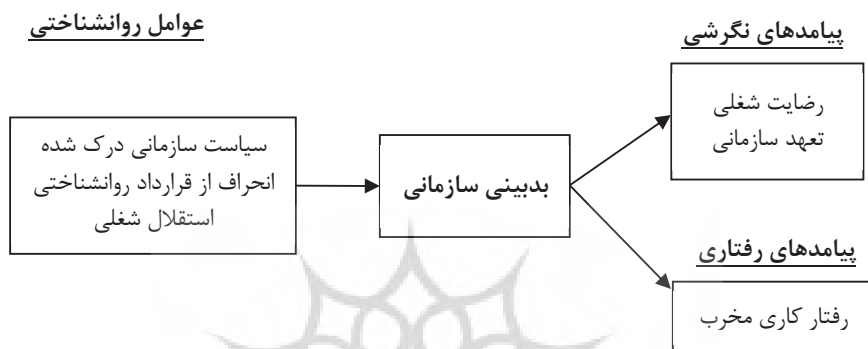 عوامل روانشناختی
پیامدهای نگرشی
سیاست سازمانی درک شده
انحراف از قرارداد روانشناختی
استقلال شغلی
بدبینی سازمانی
رضایت شغلی
تعهد سازمانی
پیامدهای رفتاری
رفتار کاری مخرب